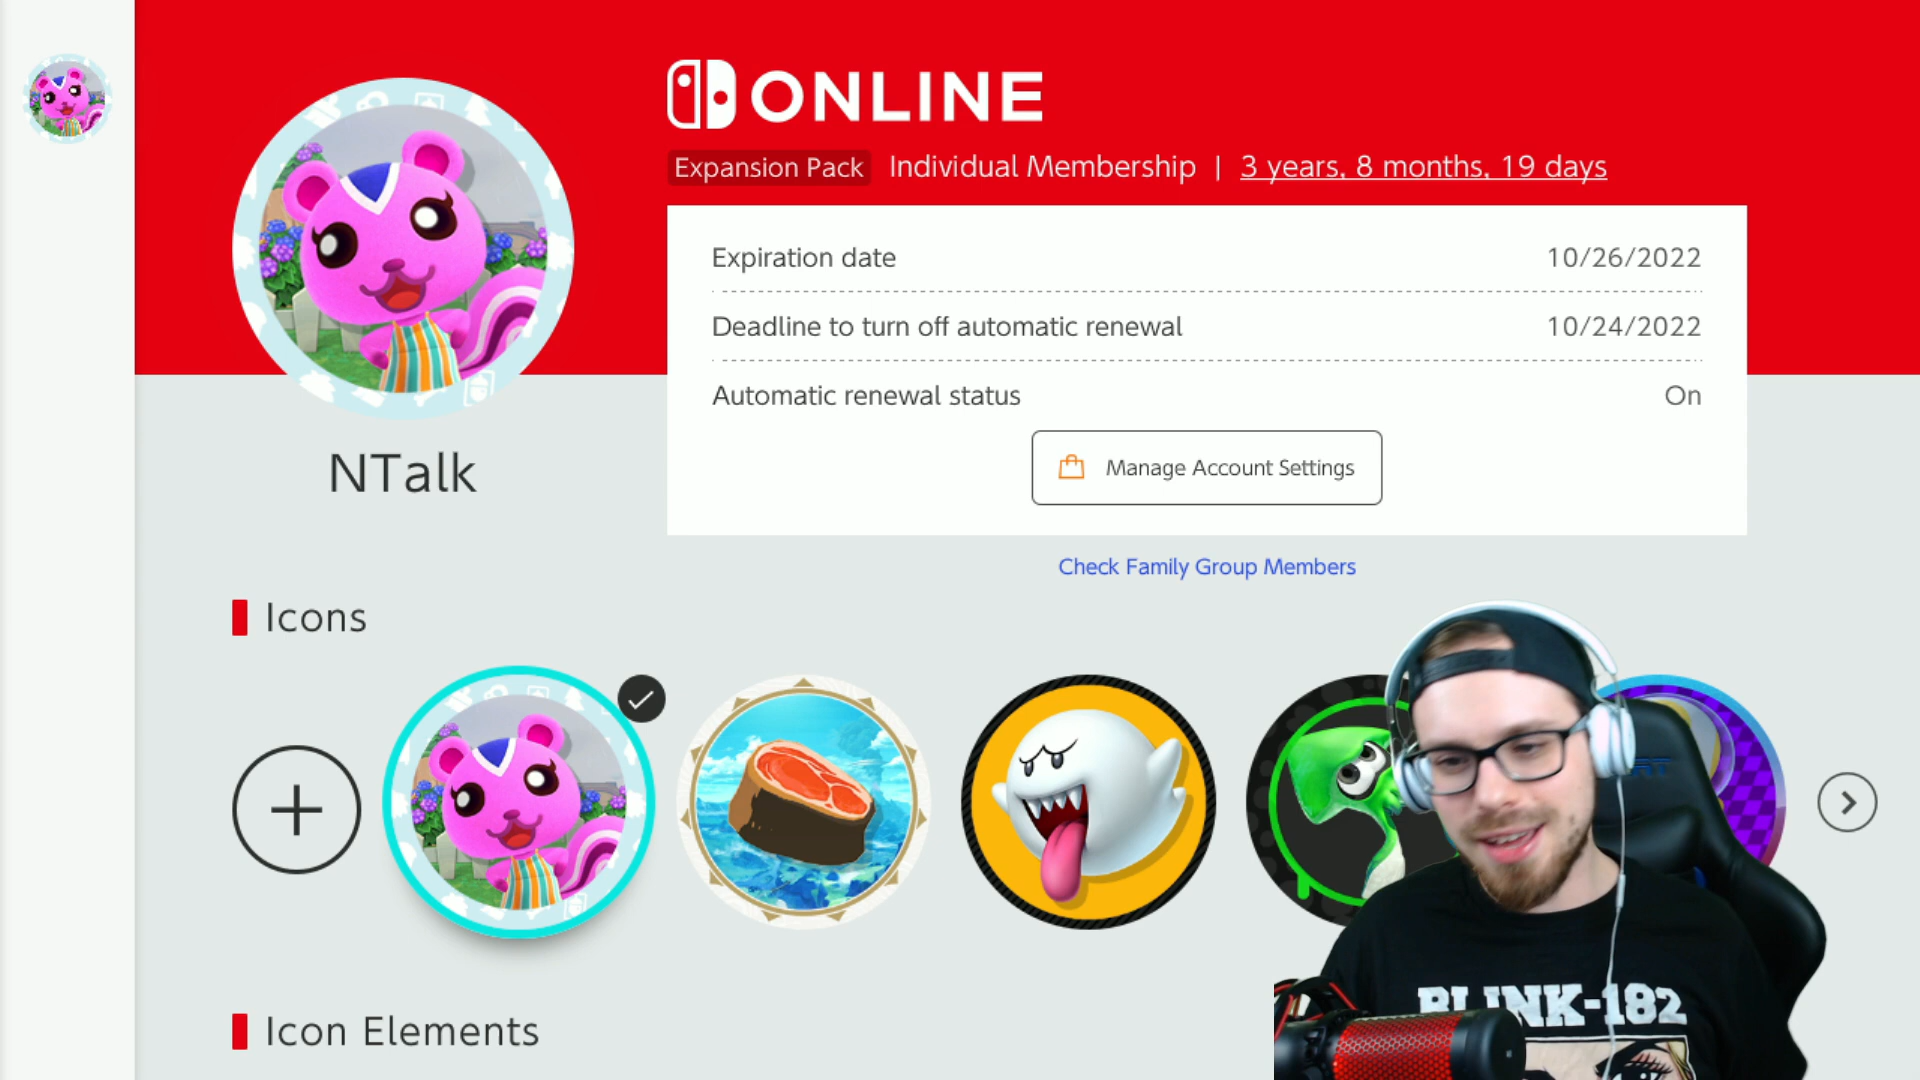 ONLINE
Expansion Pack Individual Membership | 3 years, 8 months, 19 days
Expiration date 10/26/2022
Deadline to turn off automatic renewal 10/24/2022
Automatic renewal status On
Manage Account Settings
NTalk
Check Family Group Members
Icons
Icon Elements
BLINK-182